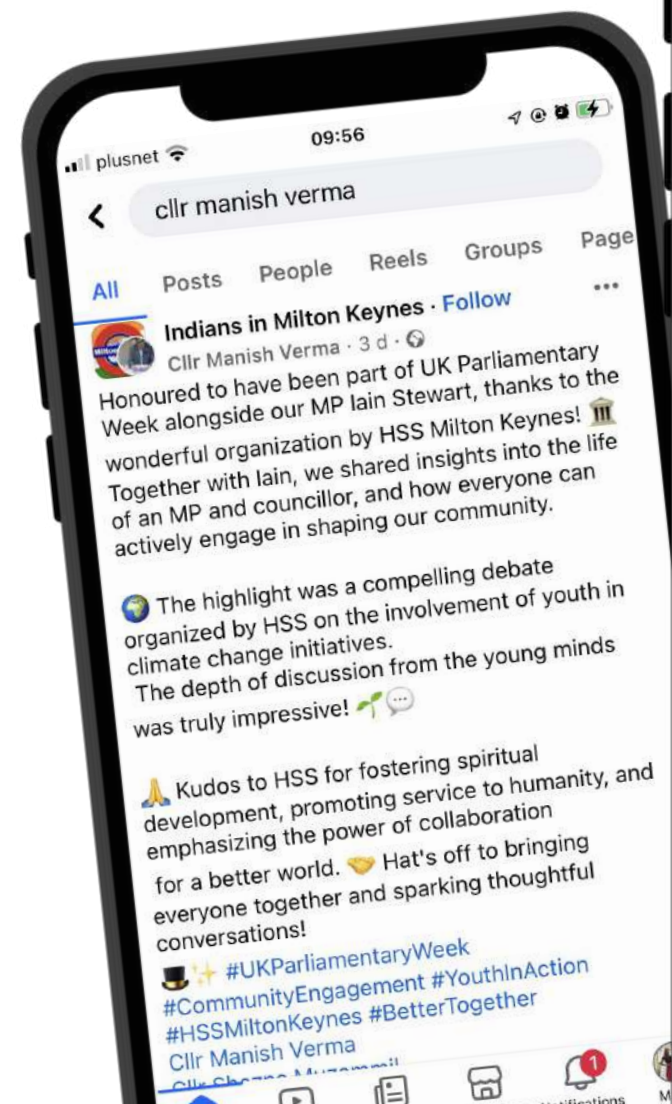 plusnet
09:56
cllr manish verma
All Posts People Reels Groups Page
Indians in Milton Keynes · Follow
Cllr Manish Verma · 3 d ·
Honoured to have been part of UK Parliamentary
Week alongside our MP Iain Stewart, thanks to the
wonderful organization by HSS Milton Keynes! 🏛️
Together with Iain, we shared insights into the life
of an MP and councillor, and how everyone can
actively engage in shaping our community.
🌍 The highlight was a compelling debate
organized by HSS on the involvement of youth in
climate change initiatives.
The depth of discussion from the young minds
was truly impressive! 🌱💬
🙏 Kudos to HSS for fostering spiritual
development, promoting service to humanity, and
emphasizing the power of collaboration
for a better world. 🤝 Hat's off to bringing
everyone together and sparking thoughtful
conversations!
🎩✨ #UKParliamentaryWeek
#CommunityEngagement #YouthInAction
#HSSMiltonKeynes #BetterTogether
Cllr Manish Verma
1